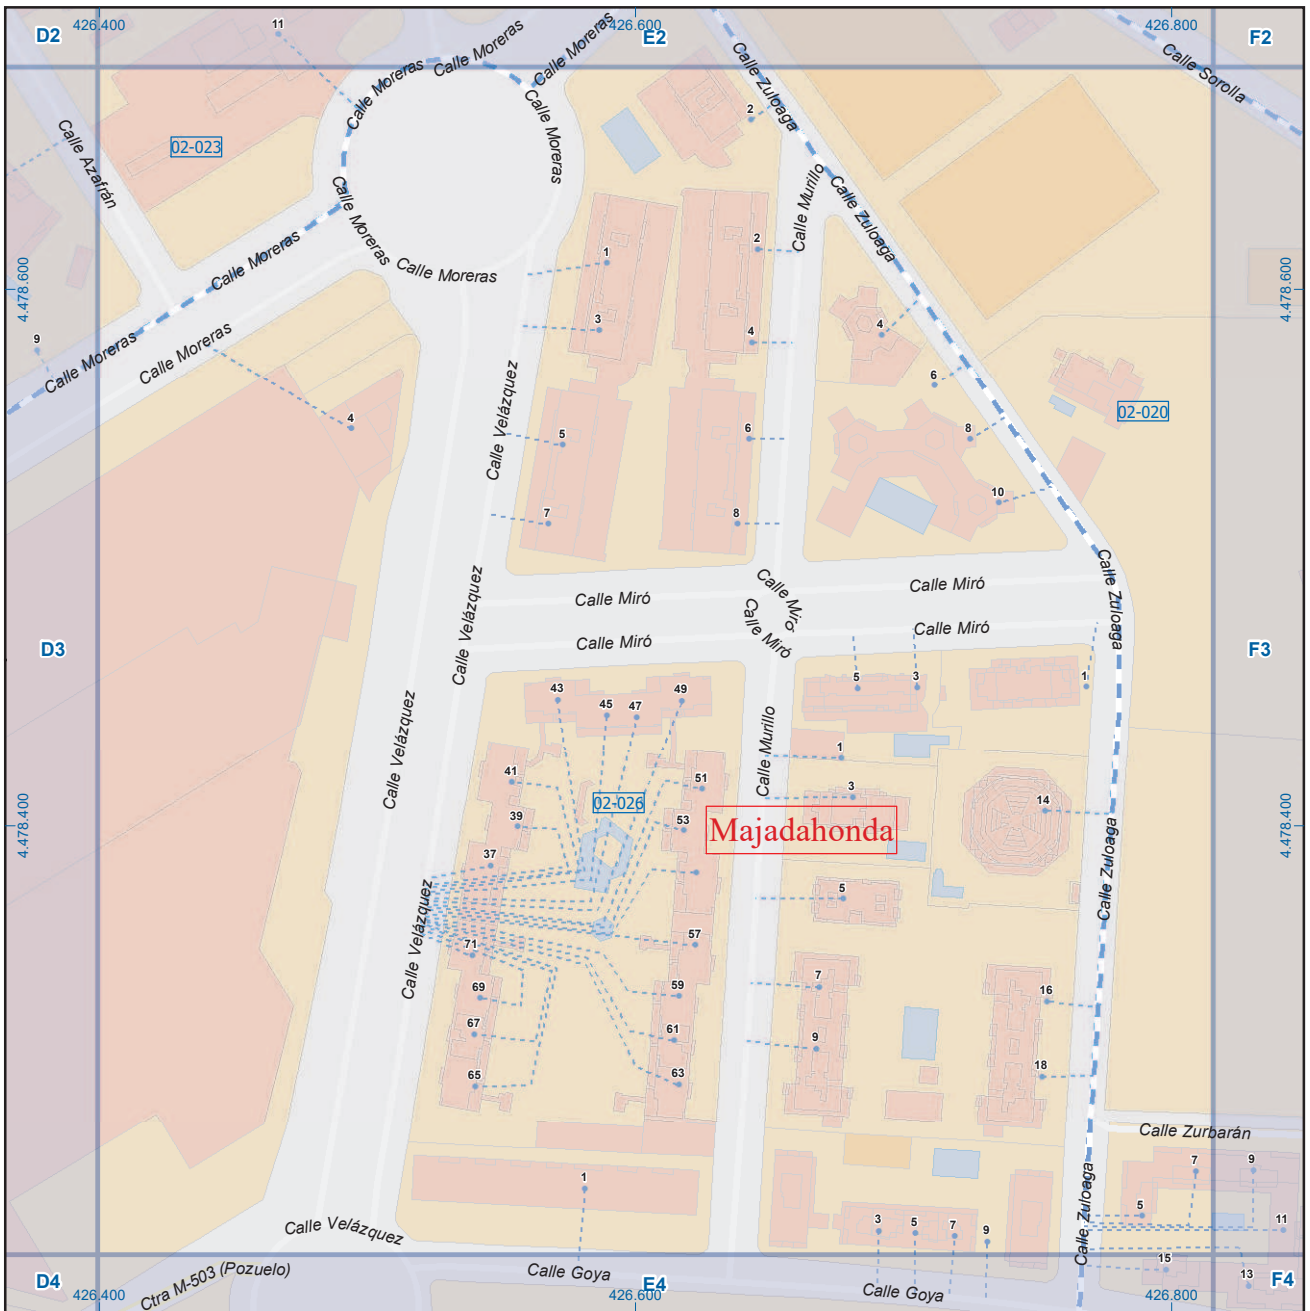 426.400
426.600
426.800
D2
E2
F2
11
Calle Moreras
Calle Moreras
Calle Moreras
Calle Moreras
Calle Zuloaga
Calle Sorolla
02-023
Calle Azafrán
2
Calle Moreras
Calle Moreras
Calle Moreras
Calle Murillo
Calle Zuloaga
1
2
4.478.600
4.478.600
3
4
4
9
Calle Moreras
Calle Moreras
6
02-020
4
Calle Velázquez
5
6
8
7
8
10
Calle Miró
Calle Miró
Calle Miró
Calle Zuloaga
Calle Velázquez
Calle Miró
Calle Miró
Calle Miró
D3
F3
43
45
47
49
5
3
1
Calle Velázquez
Calle Murillo
1
41
51
3
02-026
14
39
53
Majadahonda
4.478.400
4.478.400
37
Calle Zuloaga
5
Calle Velázquez
71
57
69
59
7
16
67
61
9
65
63
18
Calle Zurbarán
1
7
9
Calle Zuloaga
5
11
3
5
7
9
Calle Velázquez
15
13
Ctra M-503 (Pozuelo)
Calle Goya
Calle Goya
D4
E4
F4
426.400
426.600
426.800